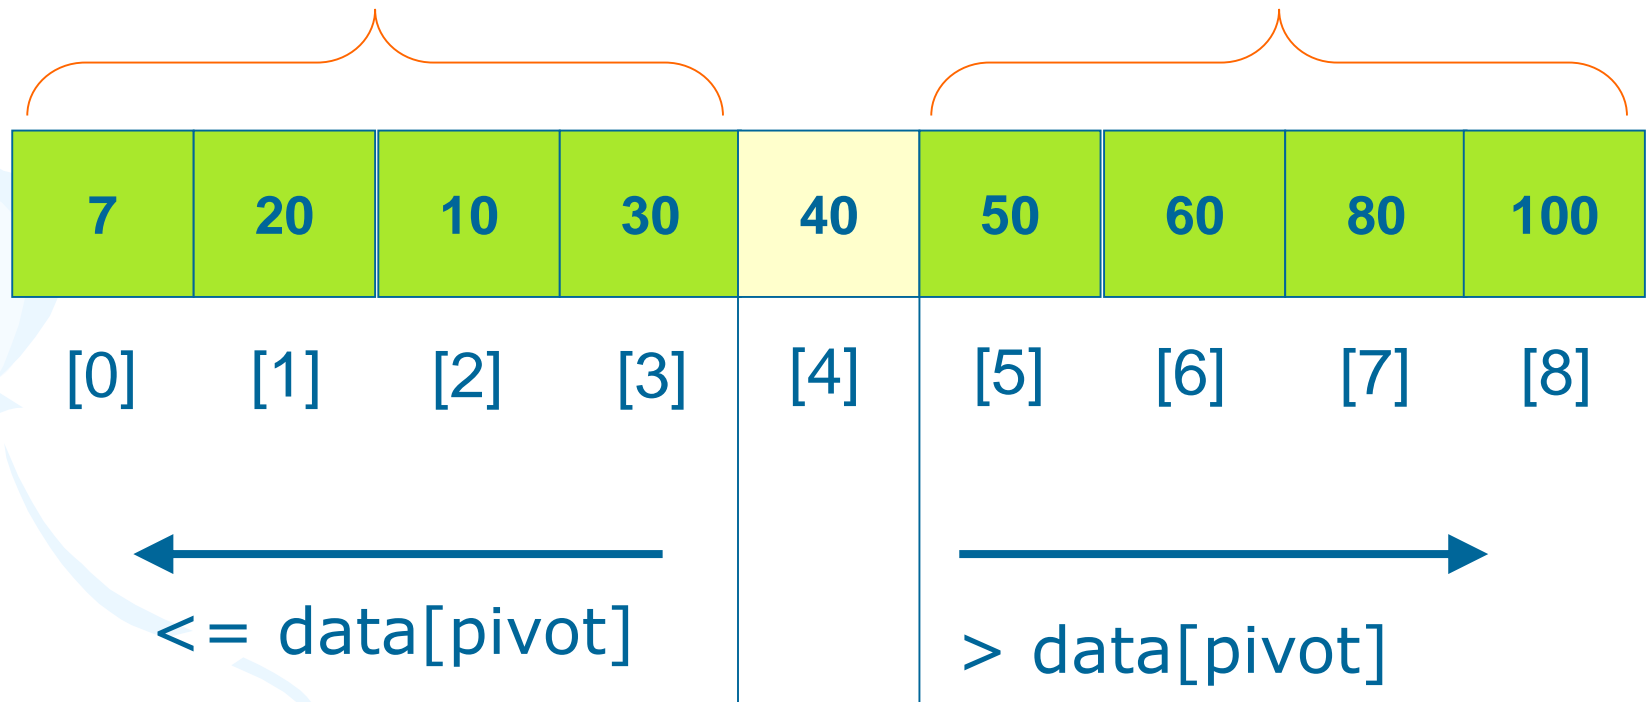 7 20 10 30 40 50 60 80 100
[0] [1] [2] [3] [4] [5] [6] [7] [8]
<= data[pivot] > data[pivot]